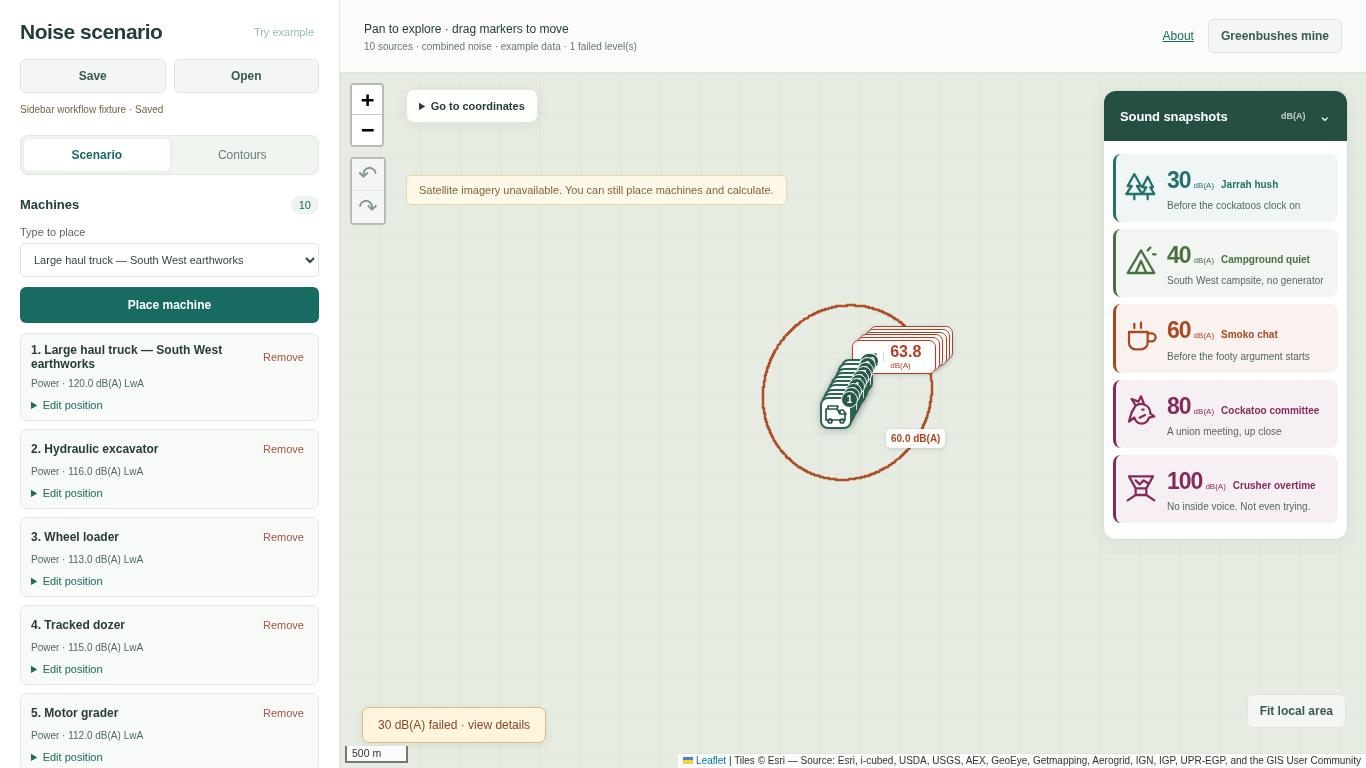 Noise scenario
Try example
Save
Open
Sidebar workflow fixture · Saved
Scenario
Contours
Machines
10
Type to place
Large haul truck — South West earthworks
Place machine
1. Large haul truck — South West
earthworks
Remove
Power · 120.0 dB(A) LwA
Edit position
2. Hydraulic excavator
Remove
Power · 116.0 dB(A) LwA
Edit position
3. Wheel loader
Remove
Power · 113.0 dB(A) LwA
Edit position
4. Tracked dozer
Remove
Power · 115.0 dB(A) LwA
Edit position
5. Motor grader
Remove
Power · 112.0 dB(A) LwA
Edit position
Pan to explore · drag markers to move
10 sources · combined noise · example data · 1 failed level(s)
About
Greenbushes mine
+
−
Go to coordinates
Satellite imagery unavailable. You can still place machines and calculate.
63.8
dB(A)
1
60.0 dB(A)
Sound snapshots
dB(A)
30 dB(A) Jarrah hush
Before the cockatoos clock on
40 dB(A) Campground quiet
South West campsite, no generator
60 dB(A) Smoko chat
Before the footy argument starts
80 dB(A) Cockatoo committee
A union meeting, up close
100 dB(A) Crusher overtime
No inside voice. Not even trying.
Fit local area
30 dB(A) failed · view details
500 m
Leaflet | Tiles © Esri — Source: Esri, i-cubed, USDA, USGS, AEX, GeoEye, Getmapping, Aerogrid, IGN, IGP, UPR-EGP, and the GIS User Community